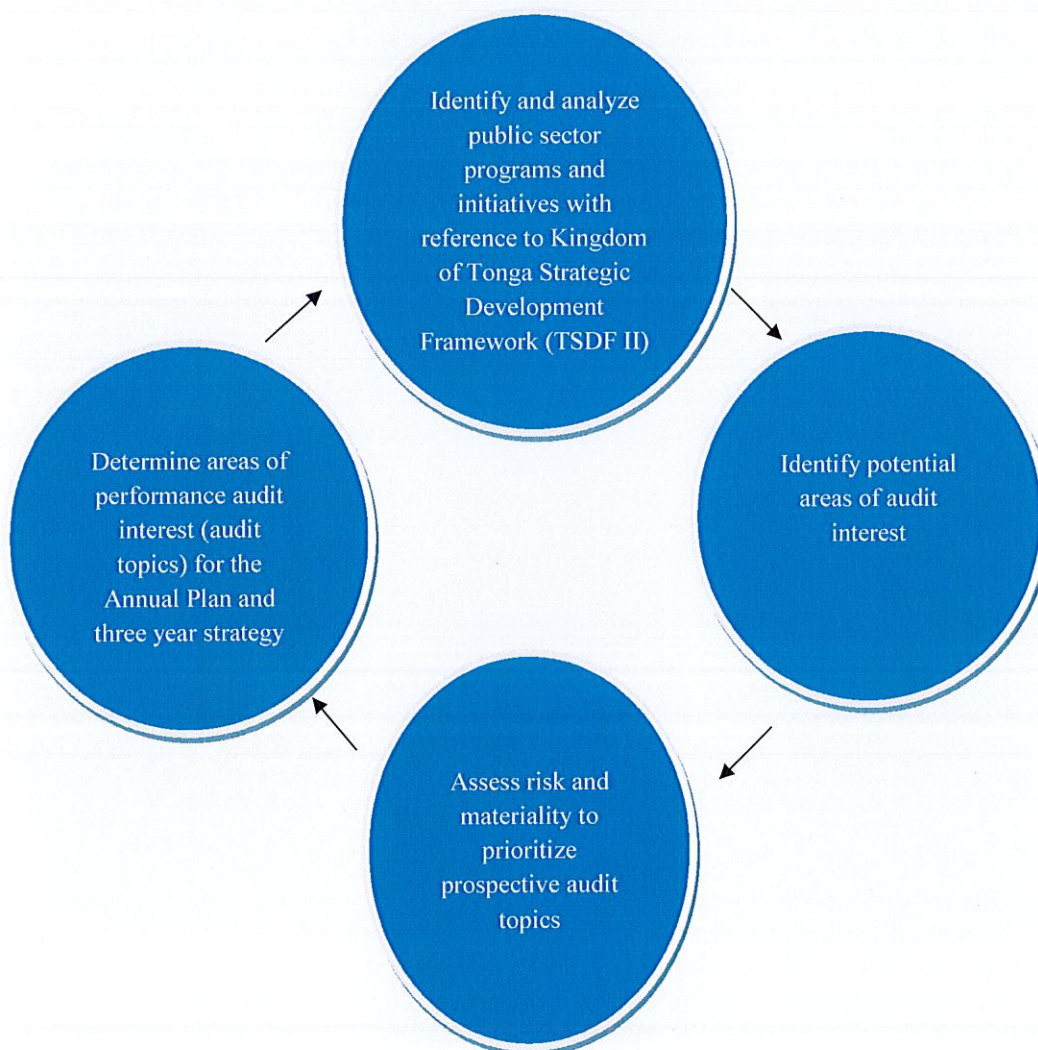 Identify and analyze
public sector
programs and
initiatives with
reference to Kingdom
of Tonga Strategic
Development
Framework (TSDF II)
Identify potential
areas of audit
interest
Assess risk and
materiality to
prioritize
prospective audit
topics
Determine areas of
performance audit
interest (audit
topics) for the
Annual Plan and
three year strategy